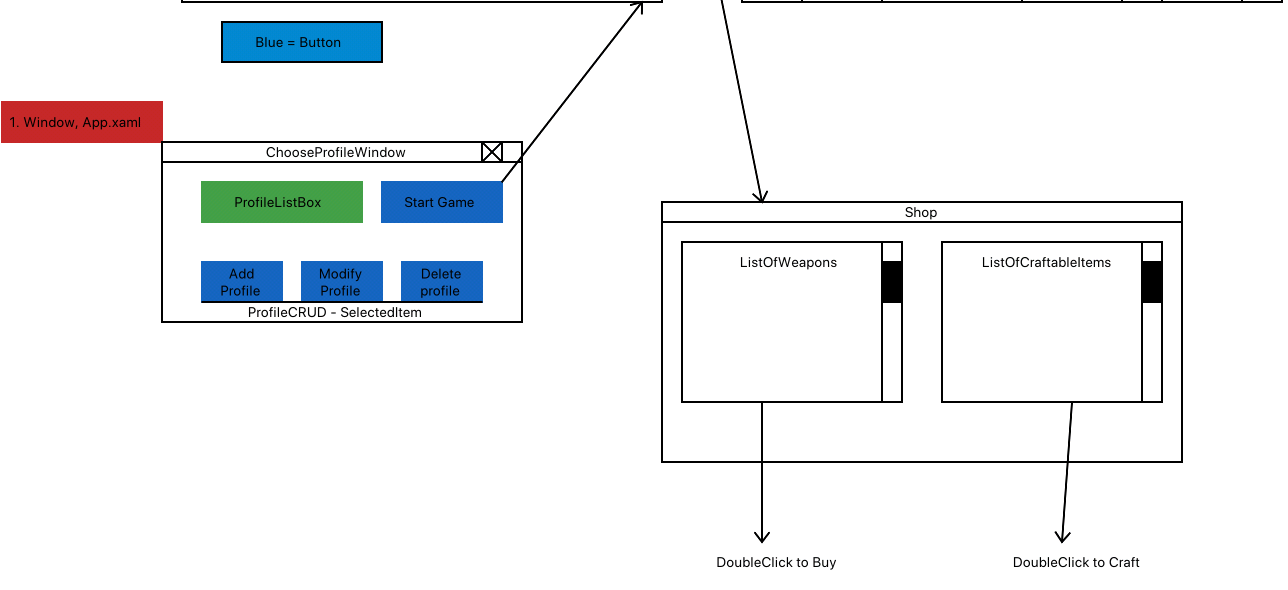 Blue = Button
1. Window, App.xaml
ChooseProfileWindow
ProfileListBox
Start Game
Add
Profile
Modify
Profile
Delete
profile
ProfileCRUD - SelectedItem
Shop
ListOfWeapons
ListOfCraftableItems
DoubleClick to Buy
DoubleClick to Craft